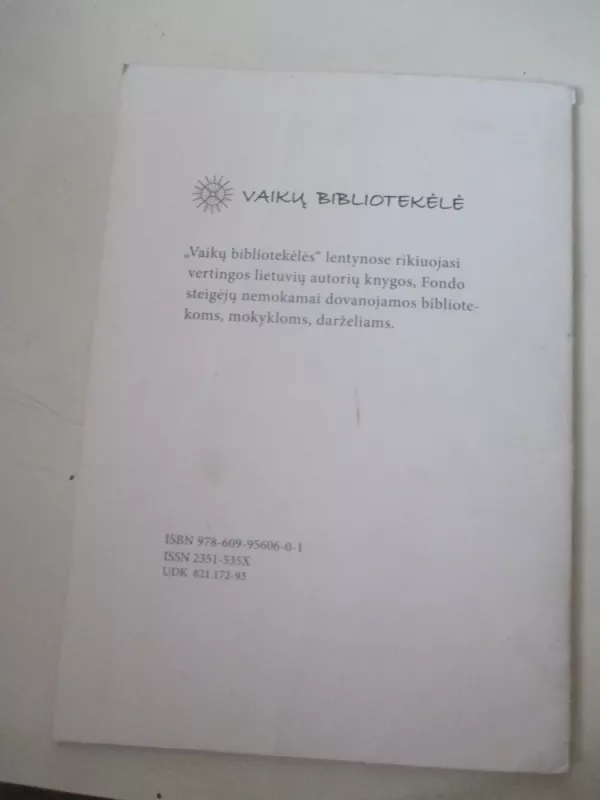 VAIKŲ BIBLIOTEKĖLĖ
„Vaikų bibliotekėlės“ lentynose rikiuojasi
vertingos lietuvių autorių knygos, Fondo
steigėjų nemokamai dovanojamos bibliote-
koms, mokykloms, darželiams.
ISBN 978-609-95606-0-1
ISSN 2351-535X
UDK 821.172-93